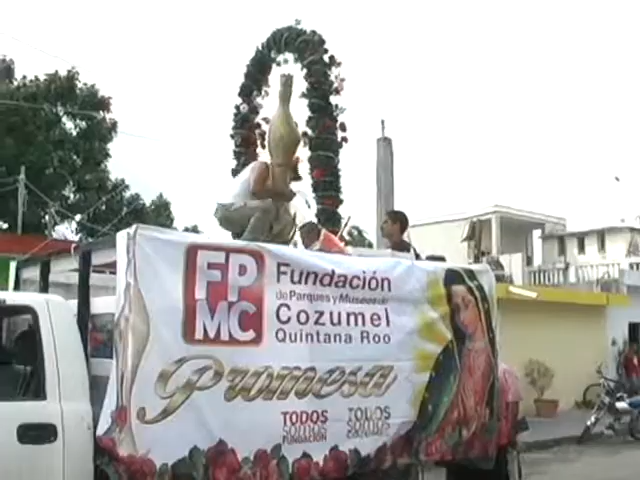 FP
MC
Fundación
de Parques y Museos de
Cozumel
Quintana Roo
Promesa
TODOS
SOMOS
FUNDACIÓN
TODOS
SOMOS
COZUMEL